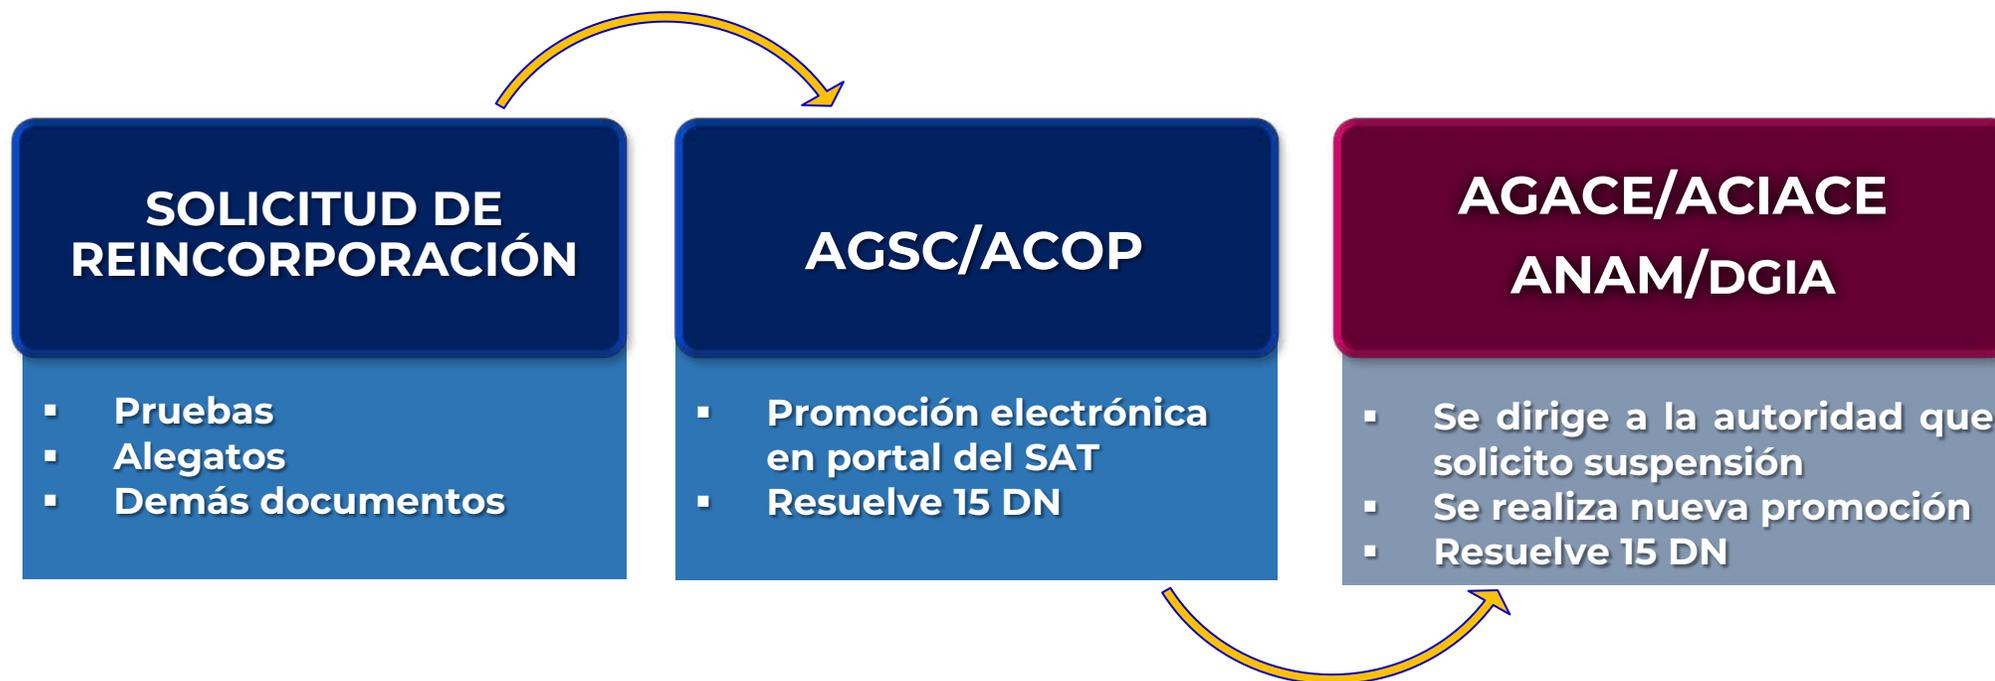 SOLICITUD DE
REINCORPORACIÓN
▪ Pruebas
▪ Alegatos
▪ Demás documentos
AGSC/ACOP
▪ Promoción electrónica
en portal del SAT
▪ Resuelve 15 DN
AGACE/ACIACE
ANAM/DGIA
▪ Se dirige a la autoridad que
solicito suspensión
▪ Se realiza nueva promoción
▪ Resuelve 15 DN